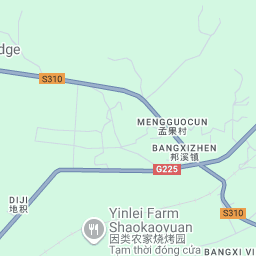 dge
S310
MENGGUOCUN
孟果村
BANGXIZHEN
邦溪镇
G225
DIJI
地积
Yinlei Farm
Shaokaovuan
因类农家烧烤园
Tạm thời đóng cửa
S310
BANGXI VI